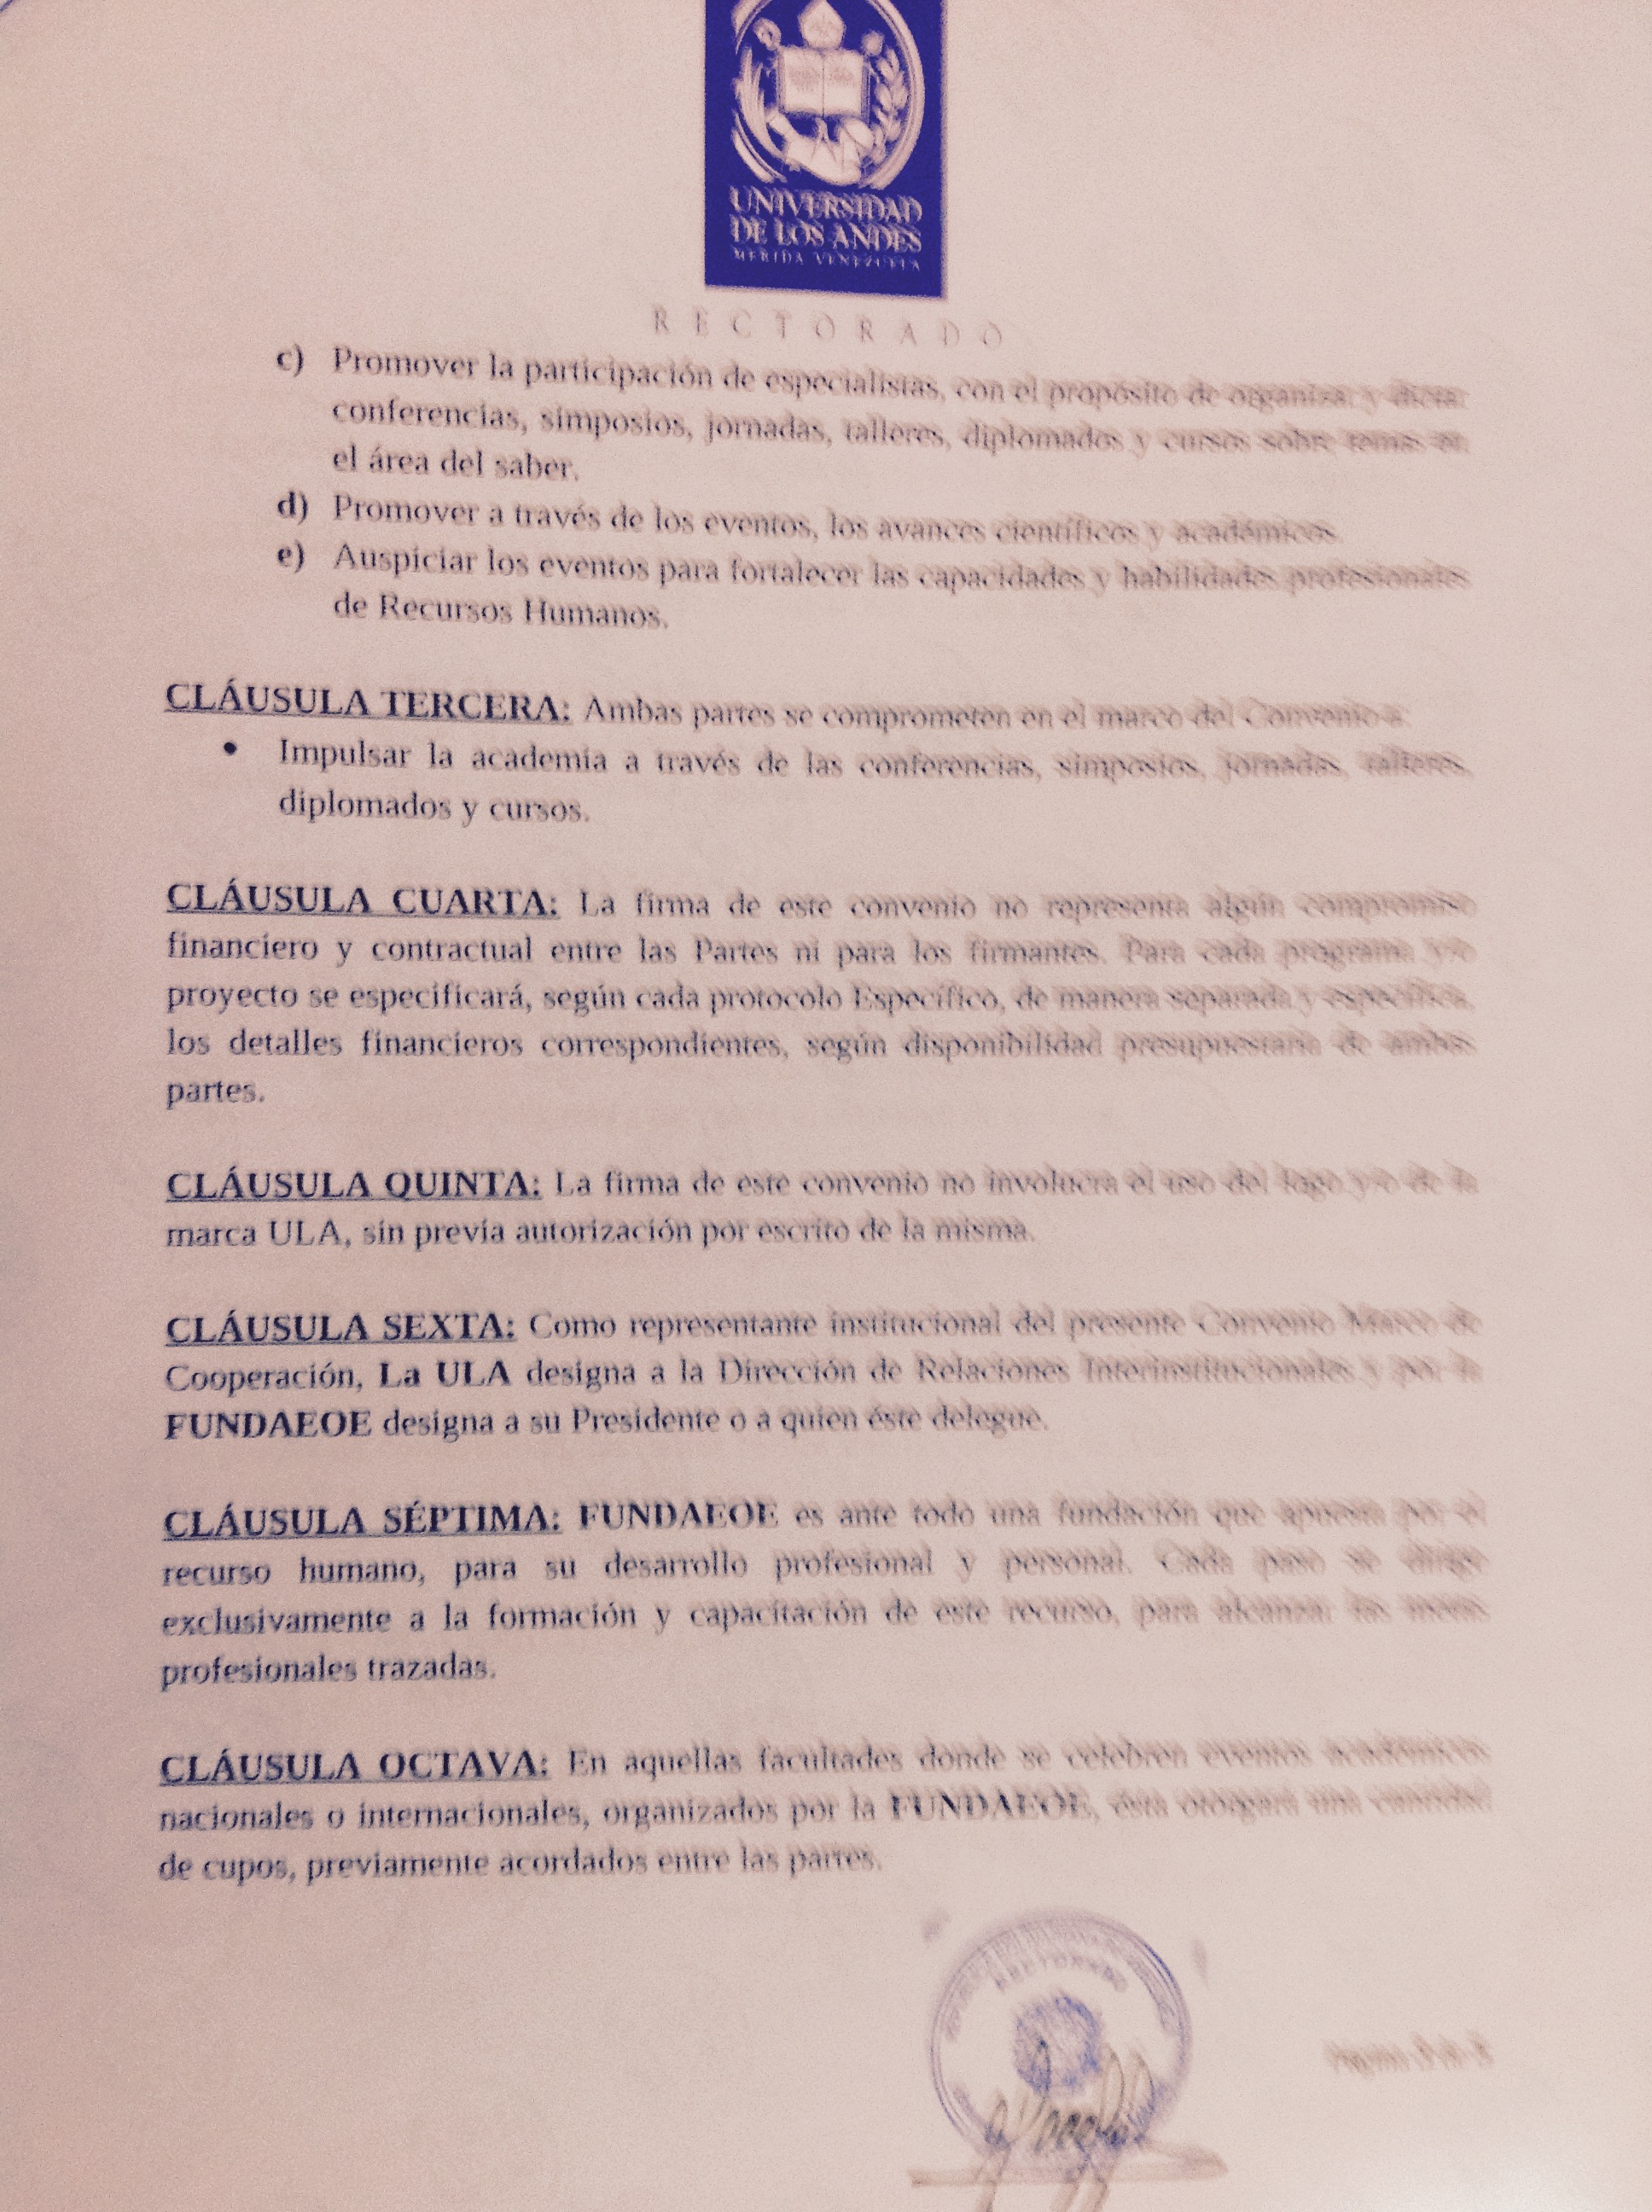 UNIVERSIDAD
DE LOS ANDES
MERIDA VENEZUELA
RECTORADO
c) Promover la participación de especialistas, con el propósito de organizar y dictar
conferencias, simposios, jornadas, talleres, diplomados y cursos sobre temas en
el área del saber.
d) Promover a través de los eventos, los avances científicos y académicos.
e) Auspiciar los eventos para fortalecer las capacidades y habilidades profesionales
de Recursos Humanos.
CLÁUSULA TERCERA: Ambas partes se comprometen en el marco del Convenio a:
• Impulsar la academia a través de las conferencias, simposios, jornadas, talleres,
diplomados y cursos.
CLÁUSULA CUARTA: La firma de este convenio no representa algún compromiso
financiero y contractual entre las Partes ni para los firmantes. Para cada programa y/o
proyecto se especificará, según cada protocolo Específico, de manera separada y específica,
los detalles financieros correspondientes, según disponibilidad presupuestaria de ambas
partes.
CLÁUSULA QUINTA: La firma de este convenio no involucra el uso del logo y/o de la
marca ULA, sin previa autorización por escrito de la misma.
CLÁUSULA SEXTA: Como representante institucional del presente Convenio Marco de
Cooperación, La ULA designa a la Dirección de Relaciones Interinstitucionales y por la
FUNDAEOE designa a su Presidente o a quien éste delegue.
CLÁUSULA SÉPTIMA: FUNDAEOE es ante todo una fundación que apuesta por el
recurso humano, para su desarrollo profesional y personal. Cada paso se dirige
exclusivamente a la formación y capacitación de este recurso, para alcanzar las metas
profesionales trazadas.
CLÁUSULA OCTAVA: En aquellas facultades donde se celebren eventos académicos
nacionales o internacionales, organizados por la FUNDAEOE, ésta otorgará una cantidad
de cupos, previamente acordados entre las partes.
RECTORADO
Página